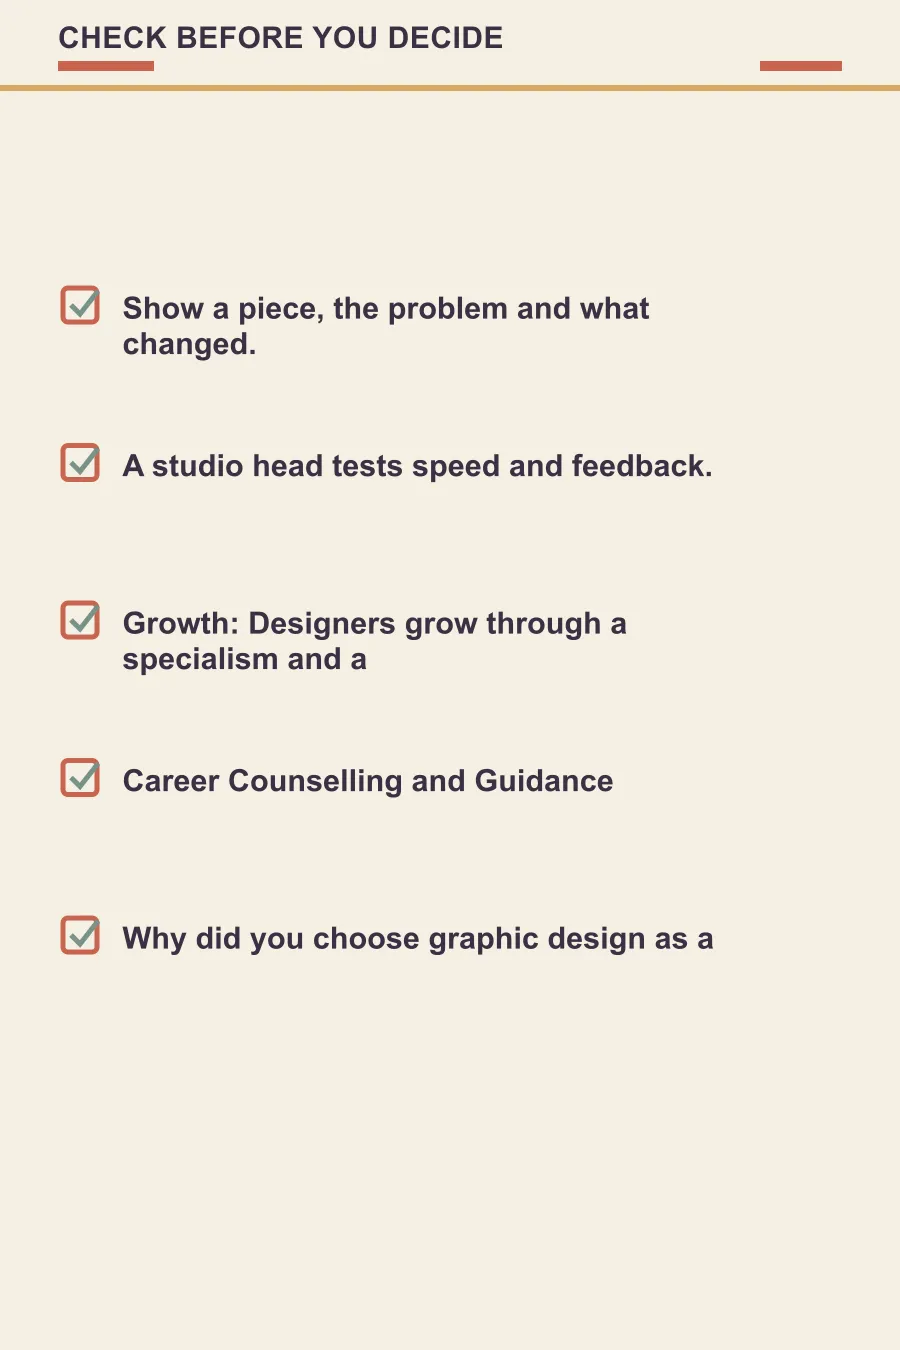 CHECK BEFORE YOU DECIDE
Show a piece, the problem and what
changed.
A studio head tests speed and feedback.
Growth: Designers grow through a
specialism and a
Career Counselling and Guidance
Why did you choose graphic design as a